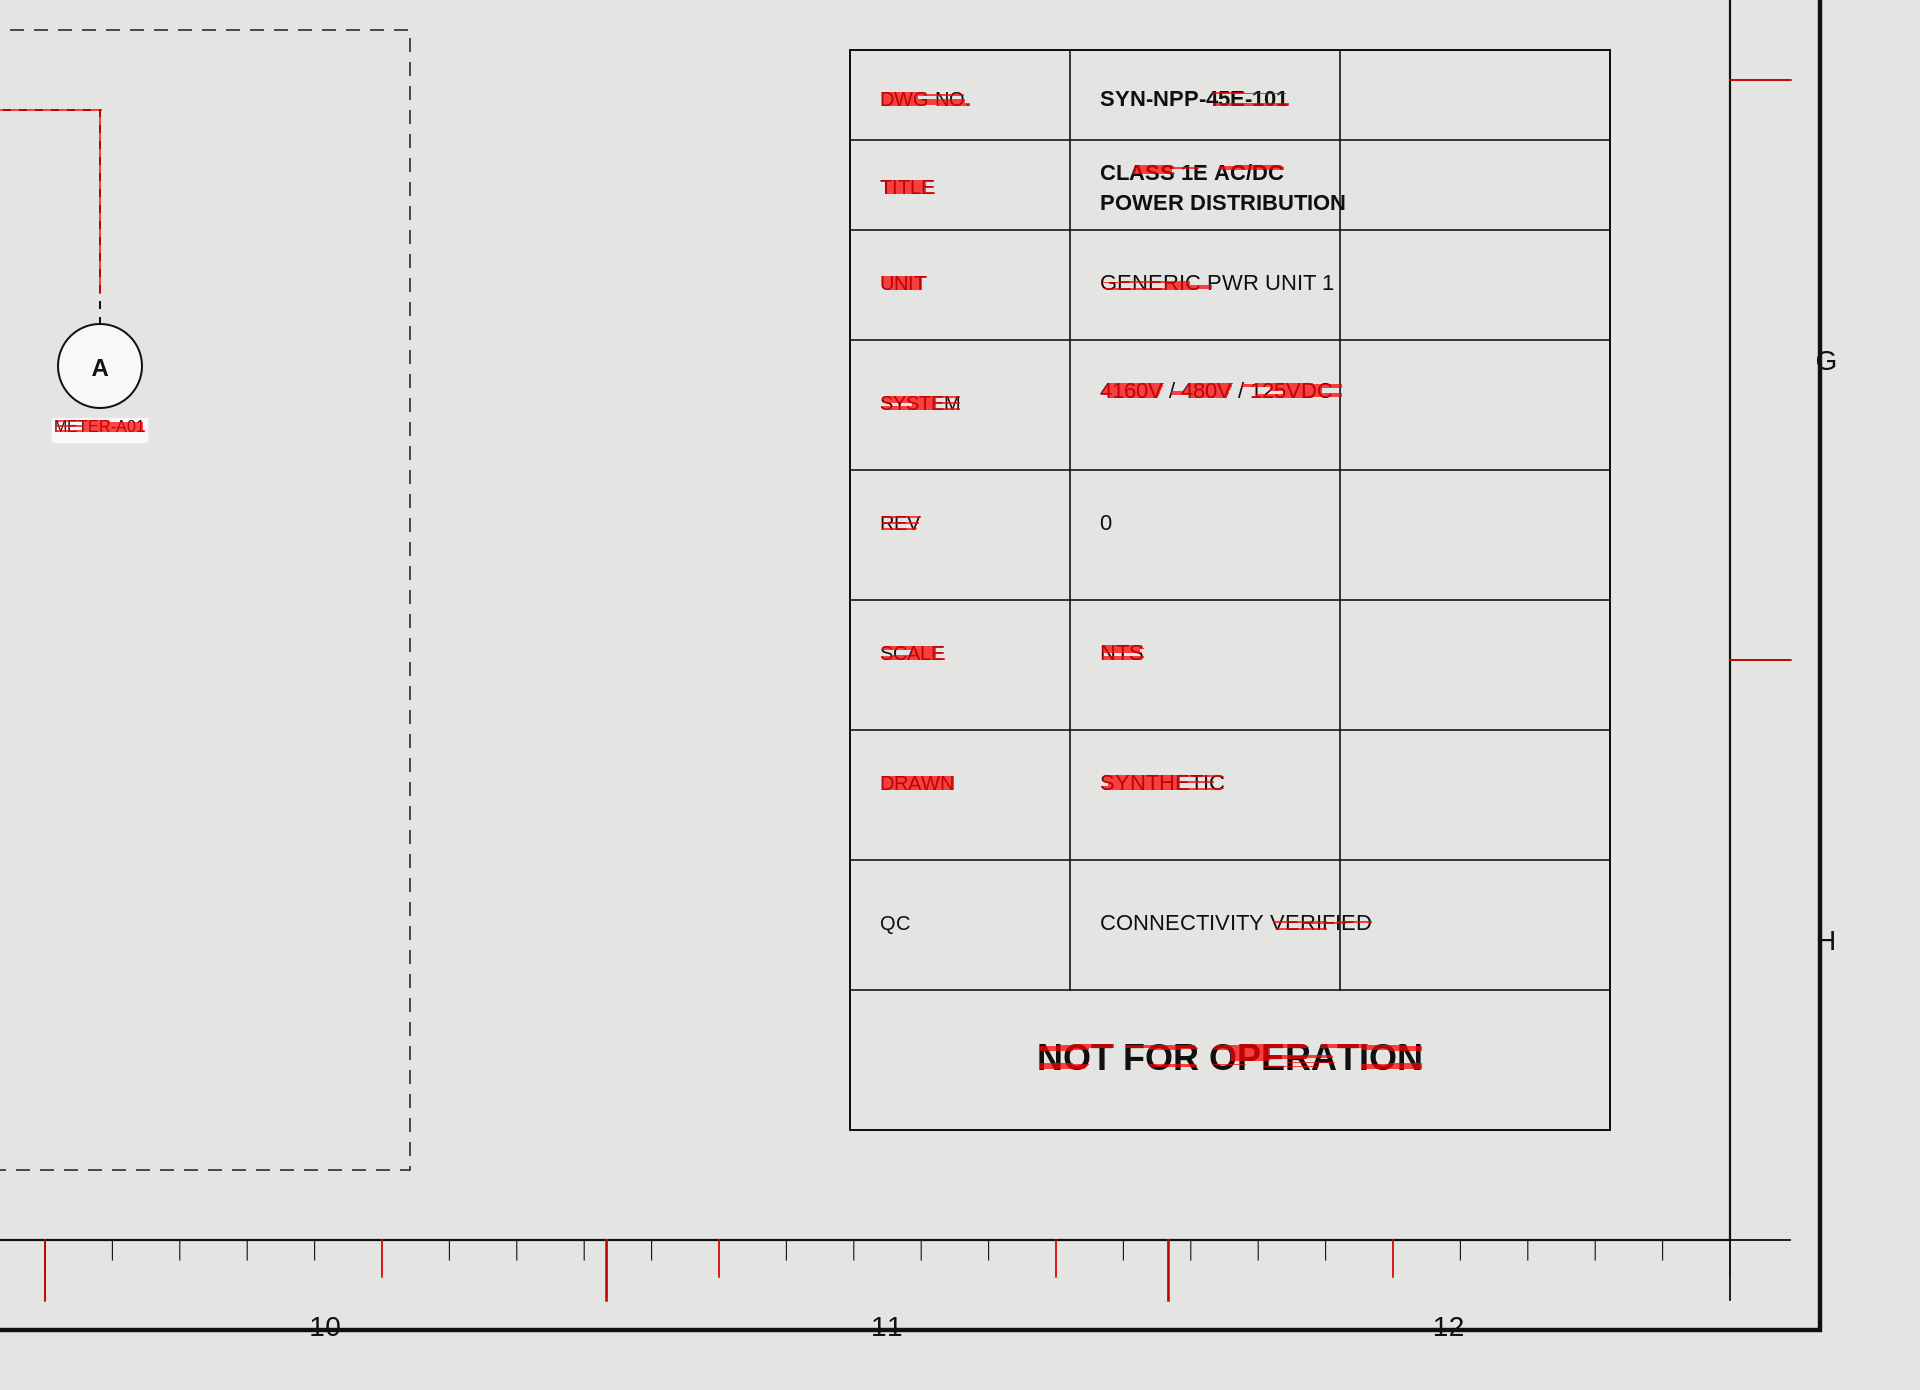 DWG NO. SYN-NPP-45E-101
TITLE CLASS 1E AC/DC
POWER DISTRIBUTION
UNIT GENERIC PWR UNIT 1
G
A
SYSTEM 4160V / 480V / 125VDC
METER-A01
REV 0
SCALE NTS
DRAWN SYNTHETIC
QC CONNECTIVITY VERIFIED
H
NOT FOR OPERATION
10 11 12